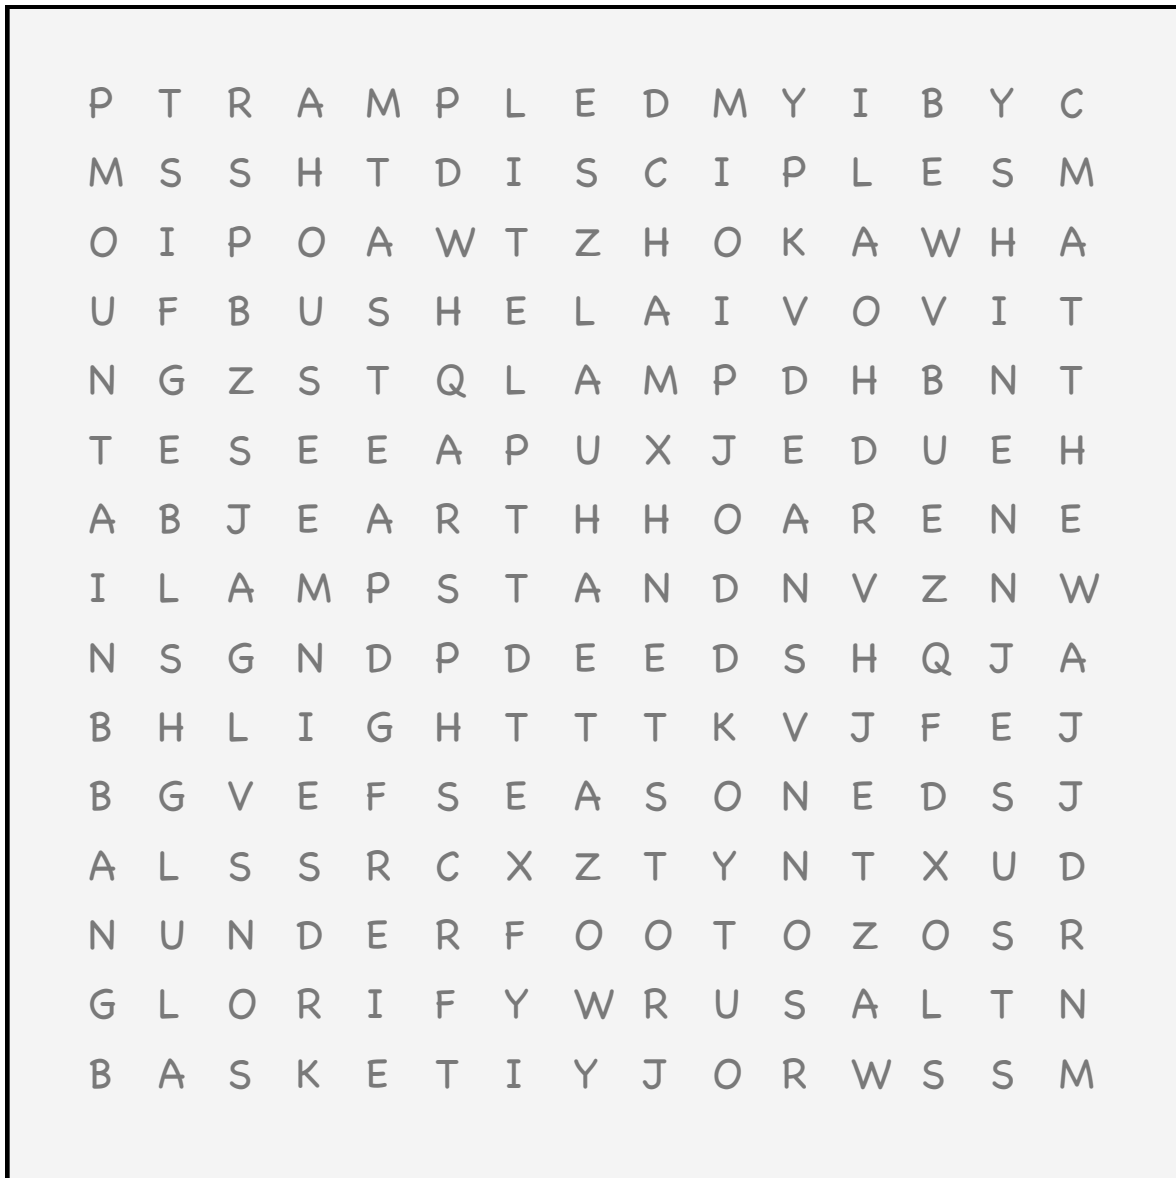 P T R A M P L E D M Y I B Y C
M S S H T D I S C I P L E S M
O I P O A W T Z H O K A W H A
U F B U S H E L A I V O V I T
N G Z S T Q L A M P D H B N T
T E S E E A P U X J E D U E H
A B J E A R T H H O A R E N E
I L A M P S T A N D N V Z N W
N S G N D P D E E D S H Q J A
B H L I G H T T T K V J F E J
B G V E F S E A S O N E D S J
A L S S R C X Z T Y N T X U D
N U N D E R F O O T O Z O S R
G L O R I F Y W R U S A L T N
B A S K E T I Y J O R W S S M